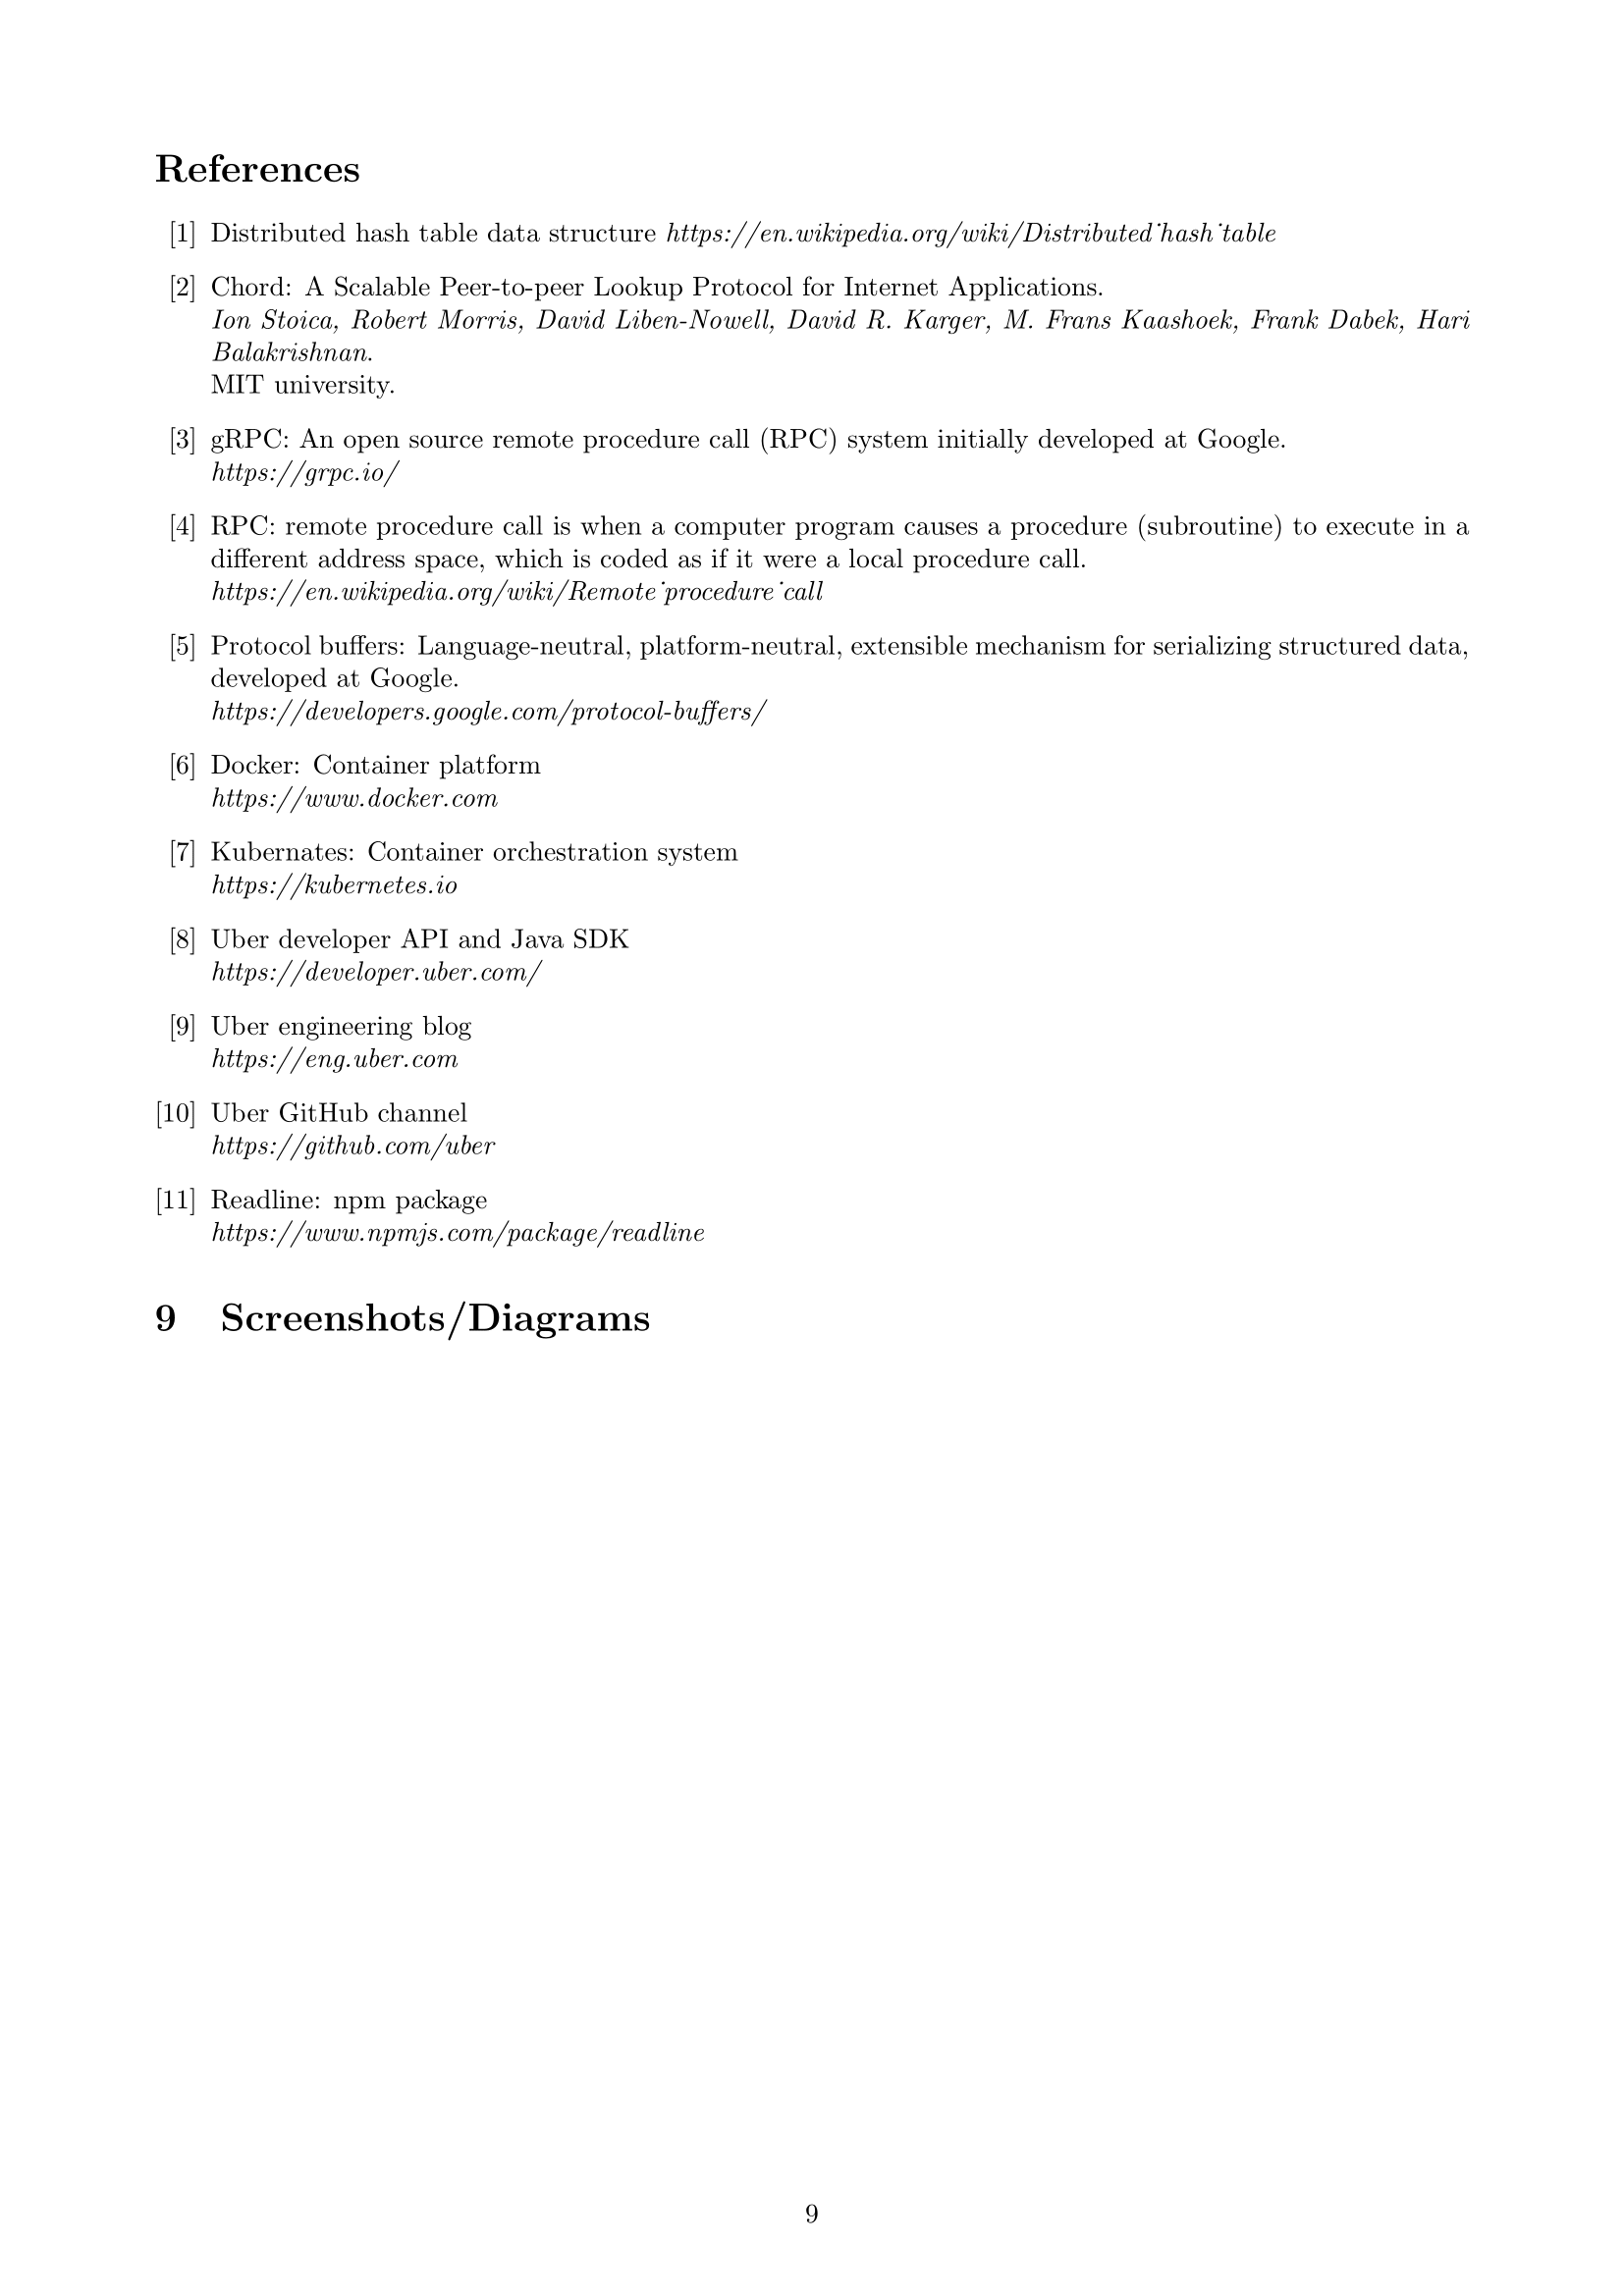 References
[1] Distributed hash table data structure https://en.wikipedia.org/wiki/Distributed˙hash˙table
[2] Chord: A Scalable Peer-to-peer Lookup Protocol for Internet Applications.
Ion Stoica, Robert Morris, David Liben-Nowell, David R. Karger, M. Frans Kaashoek, Frank Dabek, Hari
Balakrishnan.
MIT university.
[3] gRPC: An open source remote procedure call (RPC) system initially developed at Google.
https://grpc.io/
[4] RPC: remote procedure call is when a computer program causes a procedure (subroutine) to execute in a
different address space, which is coded as if it were a local procedure call.
https://en.wikipedia.org/wiki/Remote˙procedure˙call
[5] Protocol buffers: Language-neutral, platform-neutral, extensible mechanism for serializing structured data,
developed at Google.
https://developers.google.com/protocol-buffers/
[6] Docker: Container platform
https://www.docker.com
[7] Kubernates: Container orchestration system
https://kubernetes.io
[8] Uber developer API and Java SDK
https://developer.uber.com/
[9] Uber engineering blog
https://eng.uber.com
[10] Uber GitHub channel
https://github.com/uber
[11] Readline: npm package
https://www.npmjs.com/package/readline
9 Screenshots/Diagrams
9